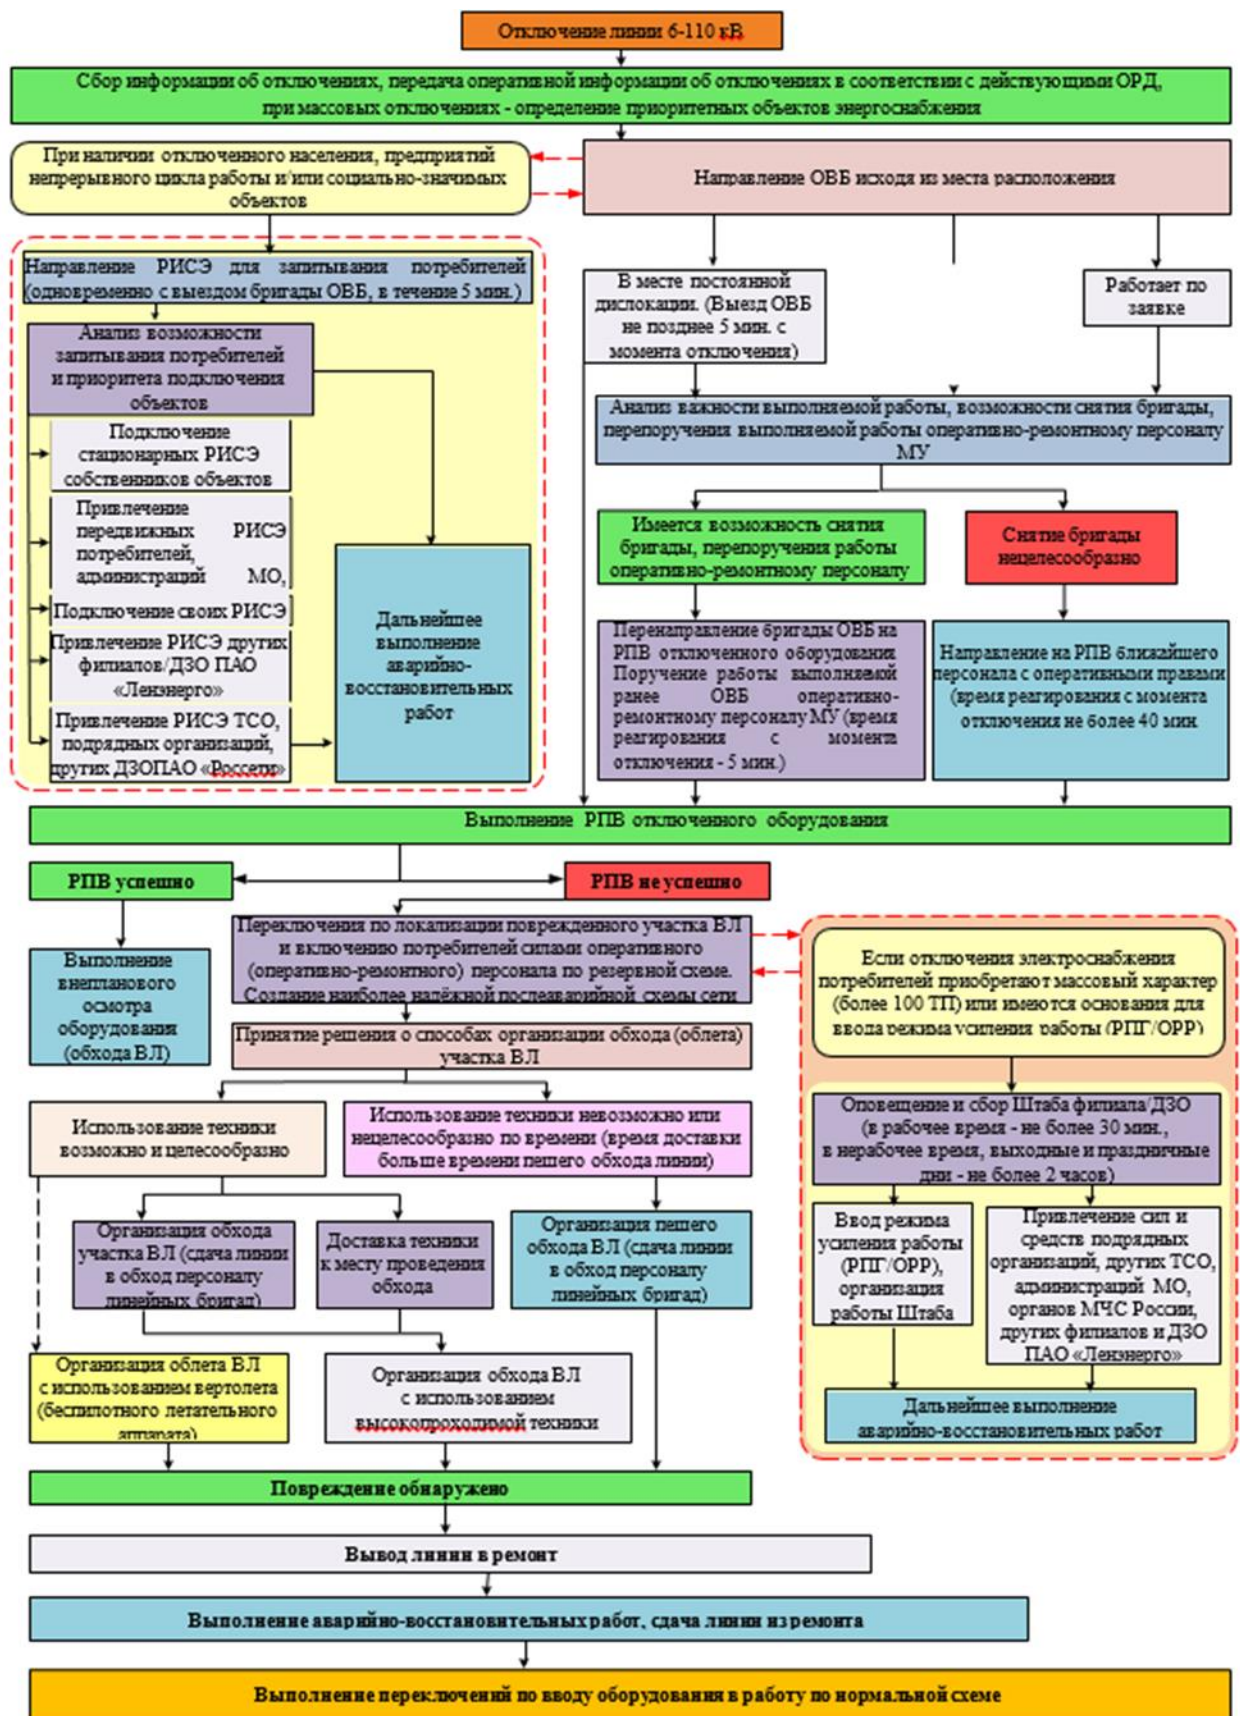 Отключение линии 6-110 кВ
Сбор информации об отключениях, передача оперативной информации об отключениях в соответствии с действующими ОРД,
при массовых отключениях - определение приоритетных объектов энергоснабжения
При наличии отключенного населения, предприятий
непрерывного цикла работы и/или социально-значимых
объектов
Направление ОВБ исходя из места расположения
Направление РИСЭ для запитывания потребителей
(одновременно с выездом бригады ОВБ, в течение 5 мин.)
Анализ возможности
запитывания потребителей
и приоритета подключения
объектов
Подключение
стационарных РИСЭ
собственников объектов
Привлечение
передвижных РИСЭ
потребителей,
администраций МО,
Подключение своих РИСЭ
Привлечение РИСЭ других
филиалов/ДЗО ПАО
«Ленэнерго»
Привлечение РИСЭ ТСО,
подрядных организаций,
других ДЗОПАО «Россети»
Дальнейшее
выполнение
аварийно-
восстановительных
работ
В месте постоянной
дислокации. (Выезд ОВБ
не позднее 5 мин. с
момента отключения)
Работает по
заявке
Анализ важности выполняемой работы, возможности снятия бригады,
перепоручения выполняемой работы оперативно-ремонтному персоналу
МУ
Имеется возможность снятия
бригады, перепоручения работы
оперативно-ремонтному персоналу
Снятие бригады
нецелесообразно
Перенаправление бригады ОВБ на
РПВ отключенного оборудования
Поручение работы выполняемой
ранее ОВБ оперативно-
ремонтному персоналу МУ (время
реагирования с момента
отключения - 5 мин.)
Направление на РПВ ближайшего
персонала с оперативными правами
(время реагирования с момента
отключения не более 40 мин
Выполнение РПВ отключенного оборудования
РПВ успешно
РПВ не успешно
Выполнение
внепланового
осмотра
оборудования
(обхода ВЛ)
Переключения по локализации поврежденного участка ВЛ
и включению потребителей силами оперативного
(оперативно-ремонтного) персонала по резервной схеме.
Создание наиболее надёжной послеаварийной схемы сети
Принятие решения о способах организации обхода (облета)
участка ВЛ
Если отключения электроснабжения
потребителей приобретают массовый характер
(более 100 ТП) или имеются основания для
ввода режима усиления работы (РПГ/ОРР)
Использование техники
возможно и целесообразно
Использование техники невозможно или
нецелесообразно по времени (время доставки
больше времени пешего обхода линии)
Оповещение и сбор Штаба филиала/ДЗО
(в рабочее время - не более 30 мин.,
в нерабочее время, выходные и праздничные
дни - не более 2 часов)
Организация обхода
участка ВЛ (сдача линии
в обход персоналу
линейных бригад)
Доставка техники
к месту проведения
обхода
Организация пешего
обхода ВЛ (сдача линии
в обход персоналу
линейных бригад)
Ввод режима
усиления работы
(РПГ/ОРР),
организация
работы Штаба
Привлечение сил и
средств подрядных
организаций, других ТСО,
администраций МО,
органов МЧС России,
других филиалов и ДЗО
ПАО «Ленэнерго»
Организация облета ВЛ
с использованием вертолета
(беспилотного летательного
аппарата)
Организация обхода ВЛ
с использованием
высокопроходимой техники
Дальнейшее выполнение
аварийно-восстановительных работ
Повреждение обнаружено
Вывод линии в ремонт
Выполнение аварийно-восстановительных работ, сдача линии из ремонта
Выполнение переключений по вводу оборудования в работу по нормальной схеме